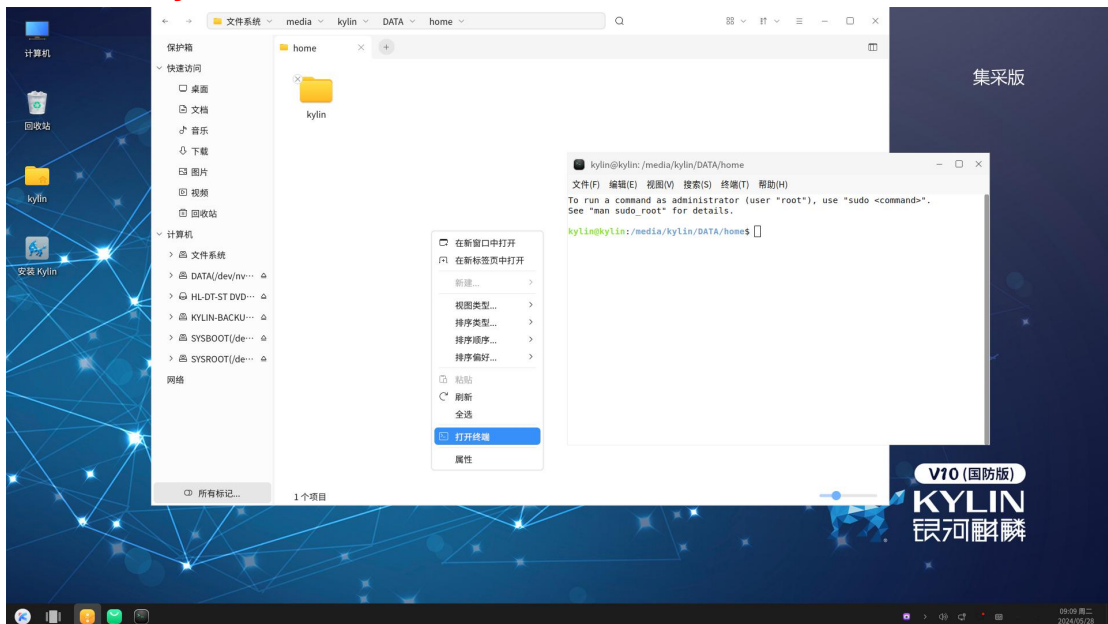 计算机
回收站
kylin
安装 Kylin
文件系统 media kylin DATA home
保护箱
快速访问
桌面
文档
音乐
下载
图片
视频
回收站
计算机
文件系统
DATA(/dev/nv···
HL-DT-ST DVD···
KYLIN-BACKU···
SYSBOOT(/de···
SYSROOT(/de···
网络
所有标记...
home
kylin
1个项目
在新窗口中打开
在新标签页中打开
新建...
视图类型...
排序类型...
排序顺序...
排序偏好...
粘贴
刷新
全选
打开终端
属性
kylin@kylin: /media/kylin/DATA/home
文件(F) 编辑(E) 视图(V) 搜索(S) 终端(T) 帮助(H)
To run a command as administrator (user "root"), use "sudo <command>".
See "man sudo_root" for details.
kylin@kylin:/media/kylin/DATA/home$
集采版
V10 (国防版)
KYLIN
银河麒麟
09:09 周二
2024/05/28